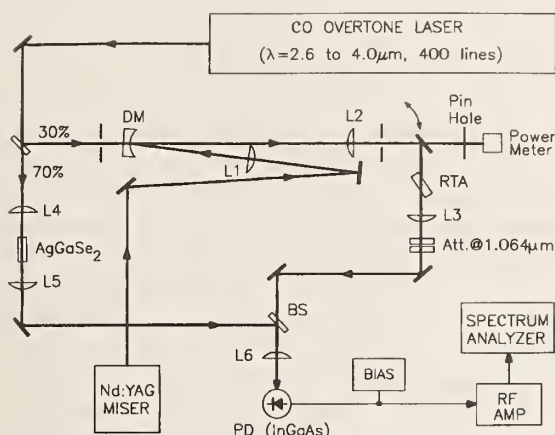 CO OVERTONE LASER
(λ=2.6 to 4.0μm, 400 lines)
DM
L2
Pin
Hole
30%
Power
Meter
L1
70%
RTA
L4
L3
AgGaSe2
Att.@1.064μm
L5
BS
SPECTRUM
ANALYZER
L6
BIAS
Nd:YAG
MISER
RF
AMP
PD (InGaAs)